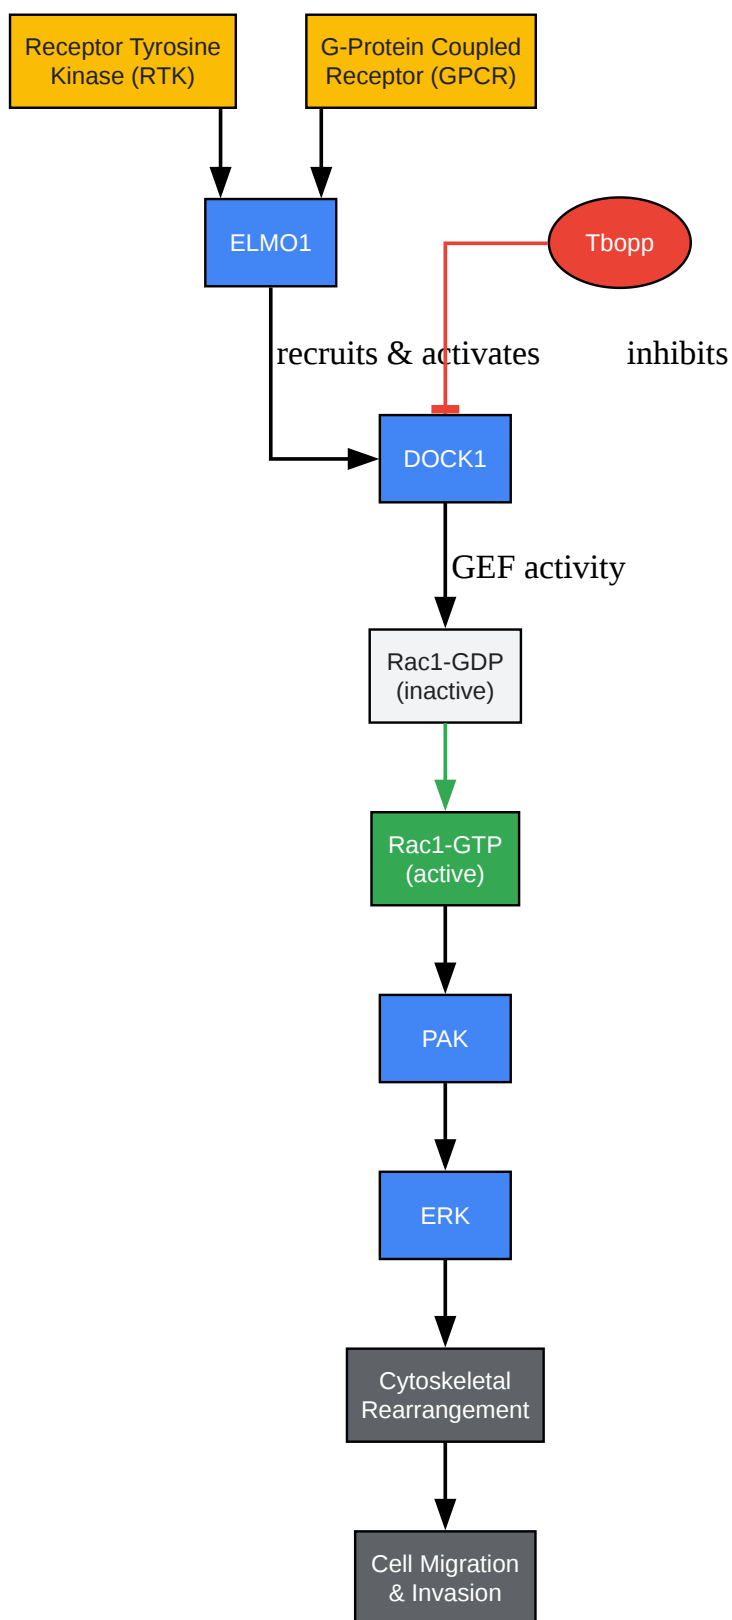 Receptor Tyrosine
Kinase (RTK)
G-Protein Coupled
Receptor (GPCR)
ELMO1
Tbopp
recruits & activates
inhibits
DOCK1
GEF activity
Rac1-GDP
(inactive)
Rac1-GTP
(active)
PAK
ERK
Cytoskeletal
Rearrangement
Cell Migration
& Invasion